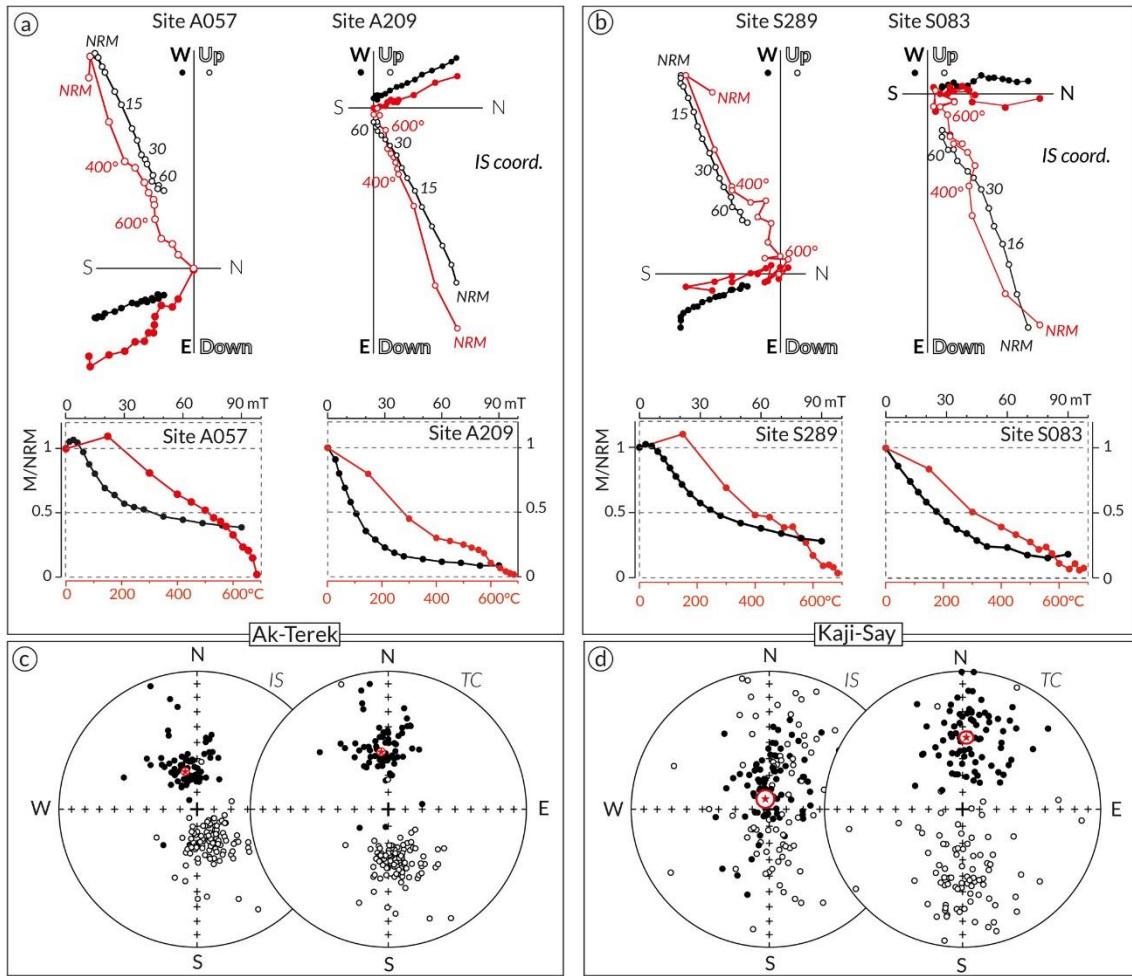 a
Site A057
Site A209
W Up
W Up
NRM
NRM
15
30
60
400°
600°
S
N
E Down
S
N
60
600°
30
400°
15
NRM
NRM
IS coord.
E Down
0 30 60 90 mT
0 30 60 90 mT
M/NRM
1
0.5
0
Site A057
Site A209
1
0.5
0
0 200 400 600°C
0 200 400 600°C
b
Site S289
Site S083
W Up
W Up
NRM
NRM
15
30
60
400°
600°
S
N
E Down
S
N
600°
60
400°
30
16
NRM
NRM
IS coord.
E Down
0 30 60 90 mT
0 30 60 90 mT
M/NRM
1
0.5
0
Site S289
Site S083
1
0.5
0
0 200 400 600°C
0 200 400 600°C
Ak-Terek
Kaji-Say
c
N
N
IS
TC
W
E
S
S
d
N
N
IS
TC
W
E
S
S